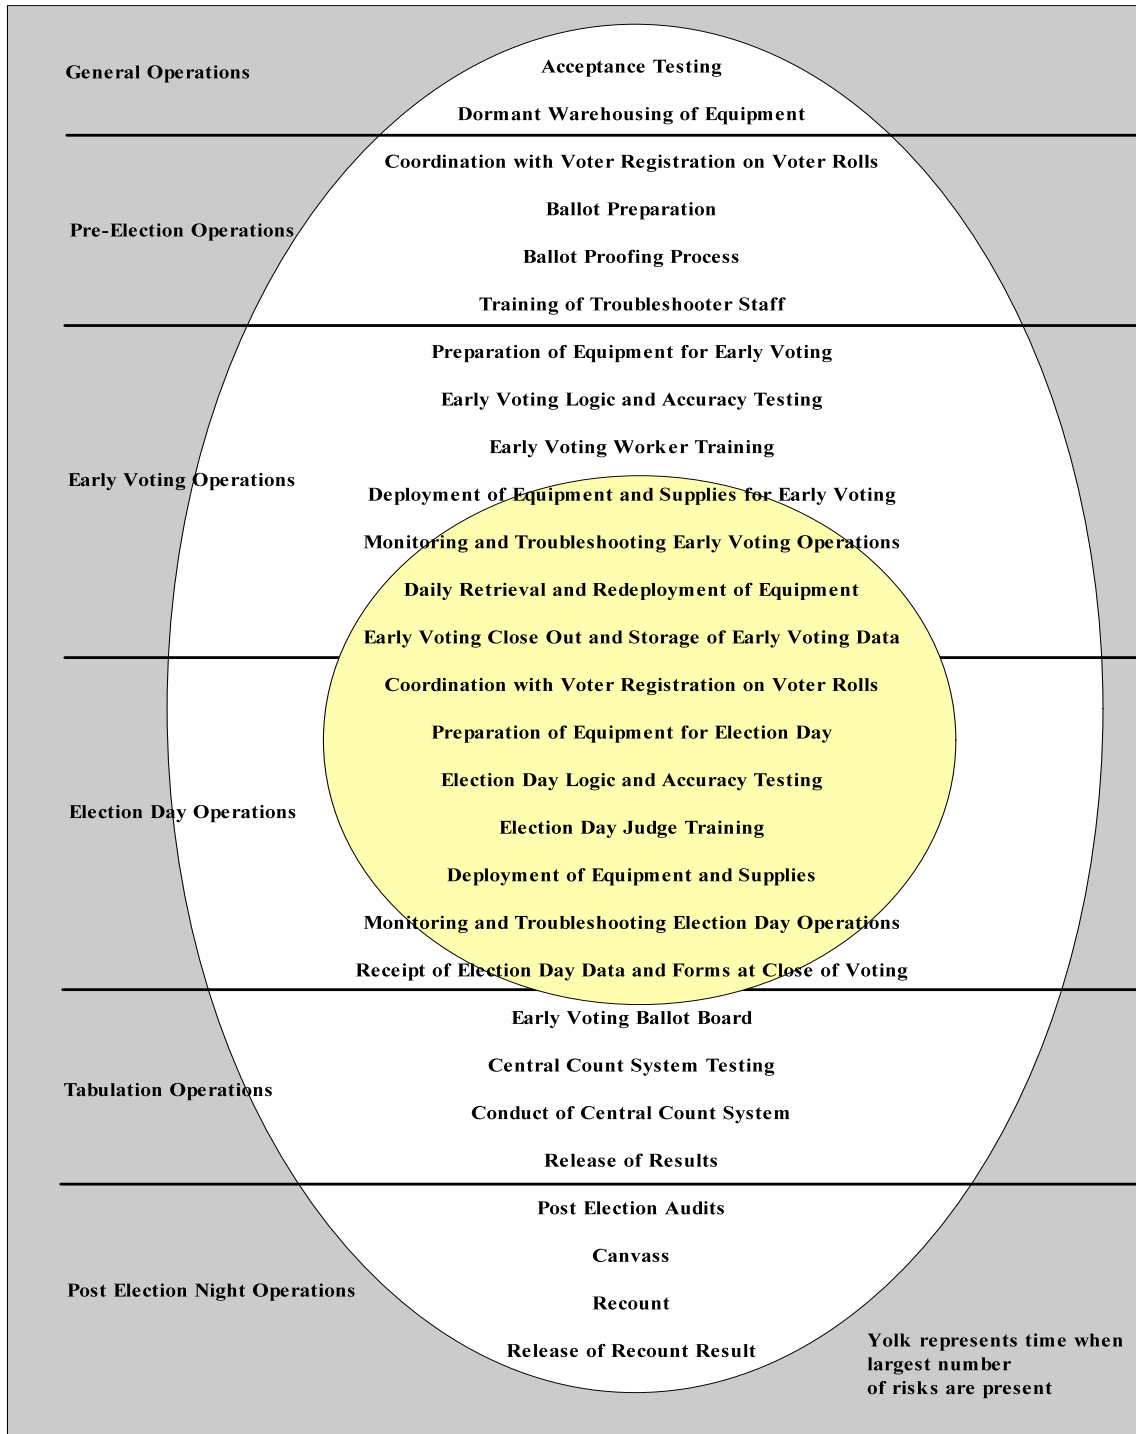 General Operations
Acceptance Testing
Dormant Warehousing of Equipment
Pre-Election Operations
Coordination with Voter Registration on Voter Rolls
Ballot Preparation
Ballot Proofing Process
Training of Troubleshooter Staff
Early Voting Operations
Preparation of Equipment for Early Voting
Early Voting Logic and Accuracy Testing
Early Voting Worker Training
Deployment of Equipment and Supplies for Early Voting
Monitoring and Troubleshooting Early Voting Operations
Daily Retrieval and Redeployment of Equipment
Early Voting Close Out and Storage of Early Voting Data
Election Day Operations
Coordination with Voter Registration on Voter Rolls
Preparation of Equipment for Election Day
Election Day Logic and Accuracy Testing
Election Day Judge Training
Deployment of Equipment and Supplies
Monitoring and Troubleshooting Election Day Operations
Receipt of Election Day Data and Forms at Close of Voting
Tabulation Operations
Early Voting Ballot Board
Central Count System Testing
Conduct of Central Count System
Release of Results
Post Election Night Operations
Post Election Audits
Canvass
Recount
Release of Recount Result
Yolk represents time when
largest number
of risks are present